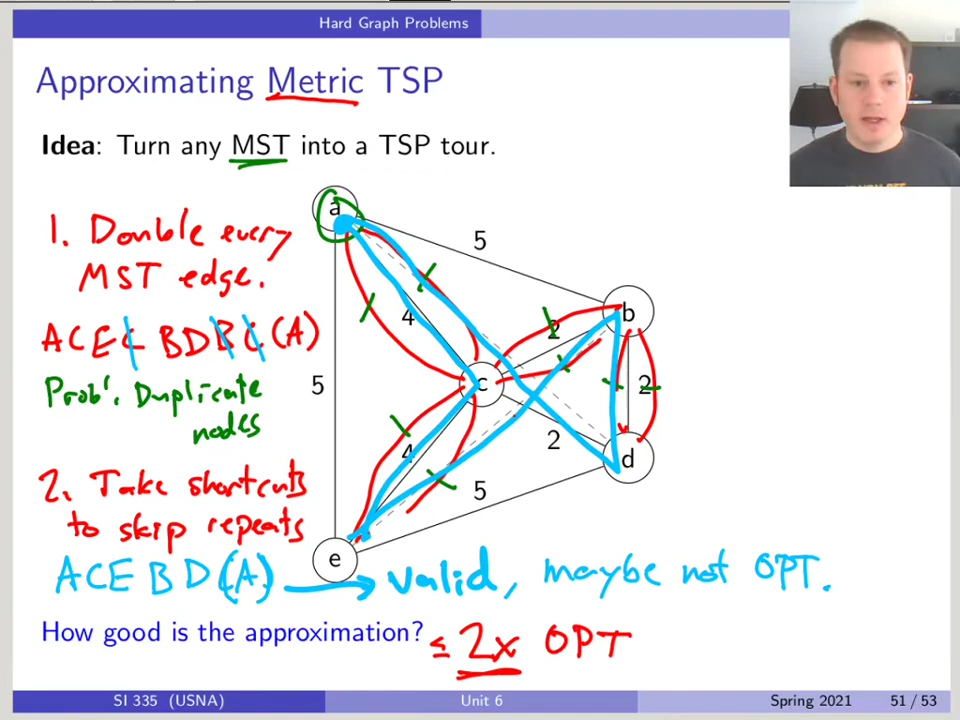 Hard Graph Problems
Approximating Metric TSP
Idea: Turn any MST into a TSP tour.
a
1. Double every
MST edge.
5
b
4
2
ACEC BDBC(A)
5
c
2
Prob: Duplicate
nodes
2
4
d
2. Take shortcuts
to skip repeats
5
e
ACEBD(A) → valid, maybe not OPT.
How good is the approximation? ≤ 2x OPT
SI 335 (USNA) Unit 6 Spring 2021 51 / 53